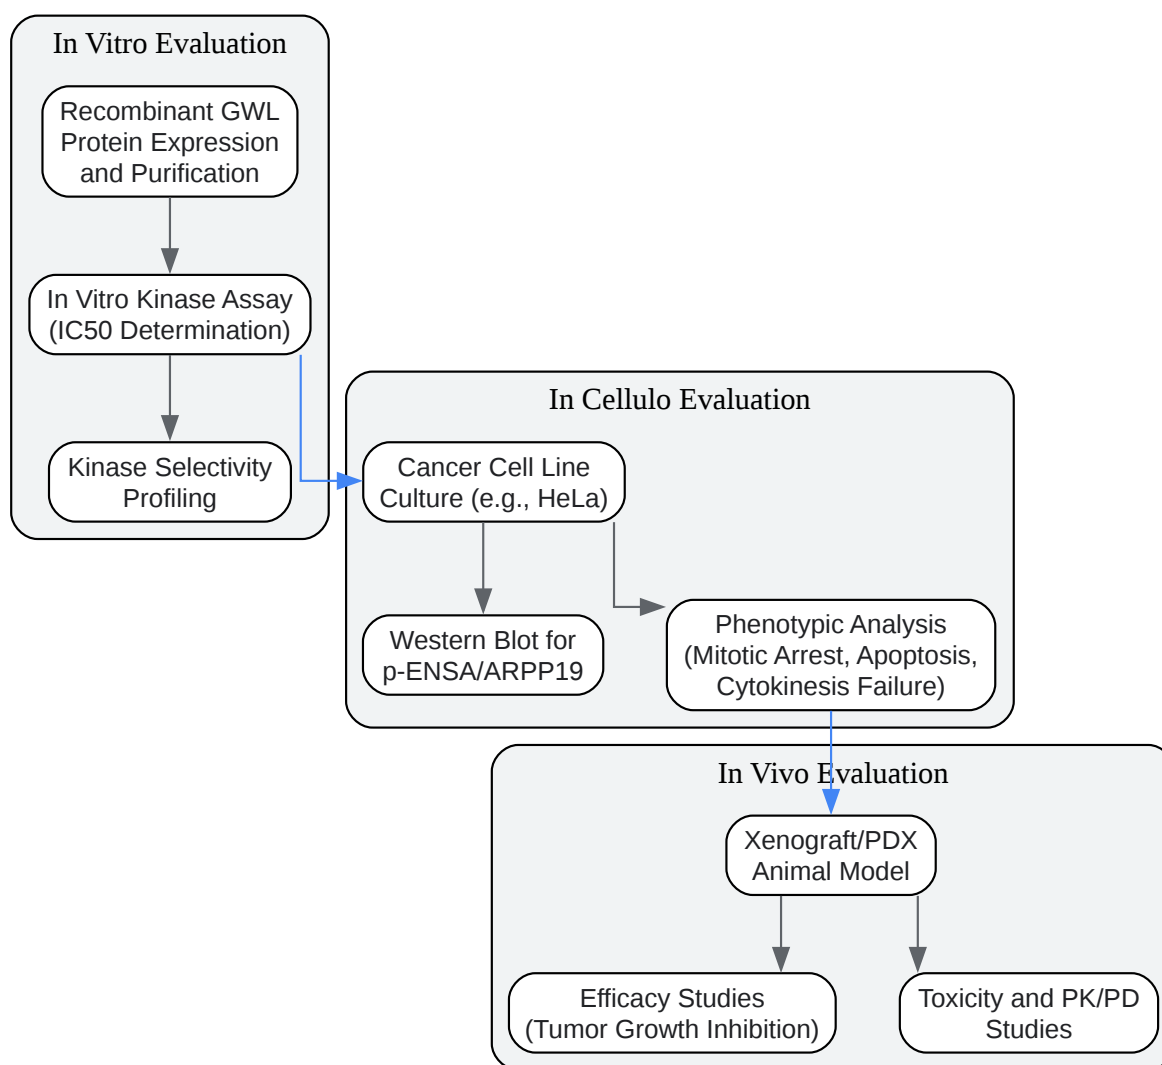 In Vitro Evaluation
Recombinant GWL
Protein Expression
and Purification
In Vitro Kinase Assay
(IC50 Determination)
Kinase Selectivity
Profiling
In Cellulo Evaluation
Cancer Cell Line
Culture (e.g., HeLa)
Western Blot for
p-ENSA/ARPP19
Phenotypic Analysis
(Mitotic Arrest, Apoptosis,
Cytokinesis Failure)
In Vivo Evaluation
Xenograft/PDX
Animal Model
Efficacy Studies
(Tumor Growth Inhibition)
Toxicity and PK/PD
Studies